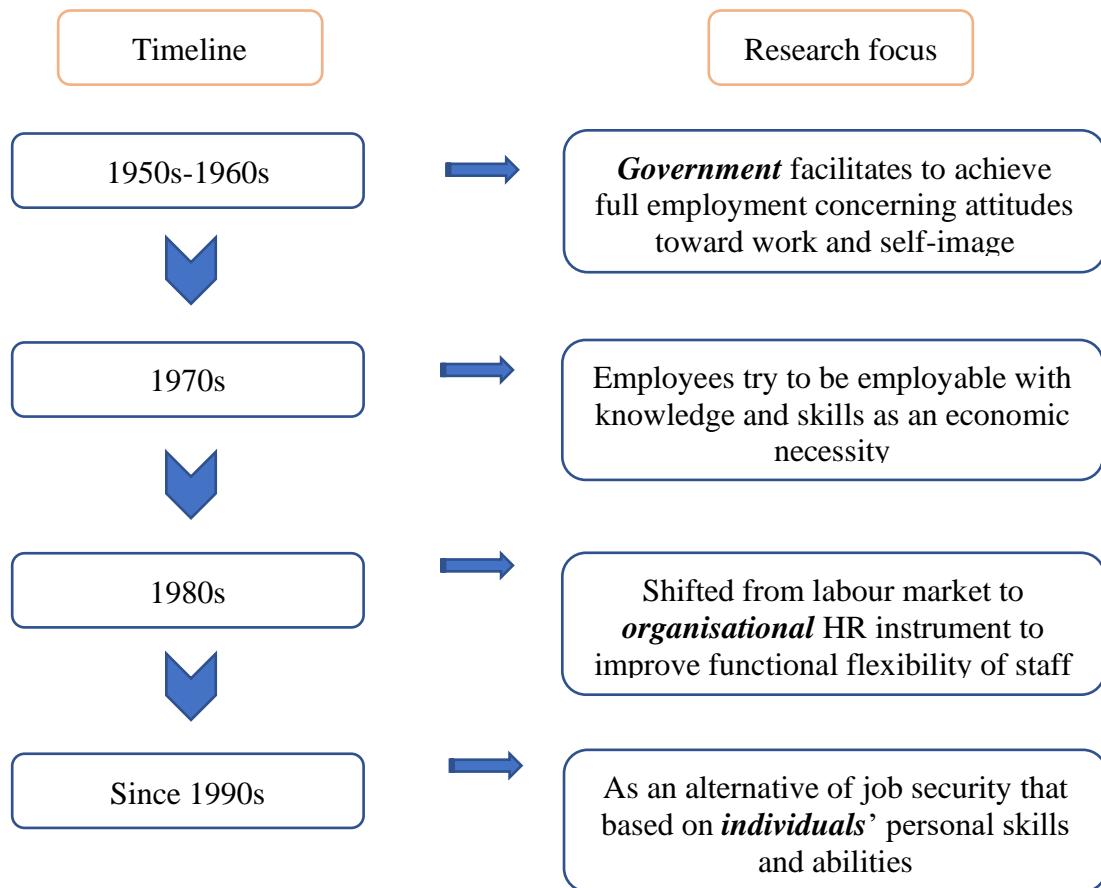 Timeline
Research focus
1950s-1960s
Government facilitates to achieve
full employment concerning attitudes
toward work and self-image
1970s
Employees try to be employable with
knowledge and skills as an economic
necessity
1980s
Shifted from labour market to
organisational HR instrument to
improve functional flexibility of staff
Since 1990s
As an alternative of job security that
based on individuals’ personal skills
and abilities